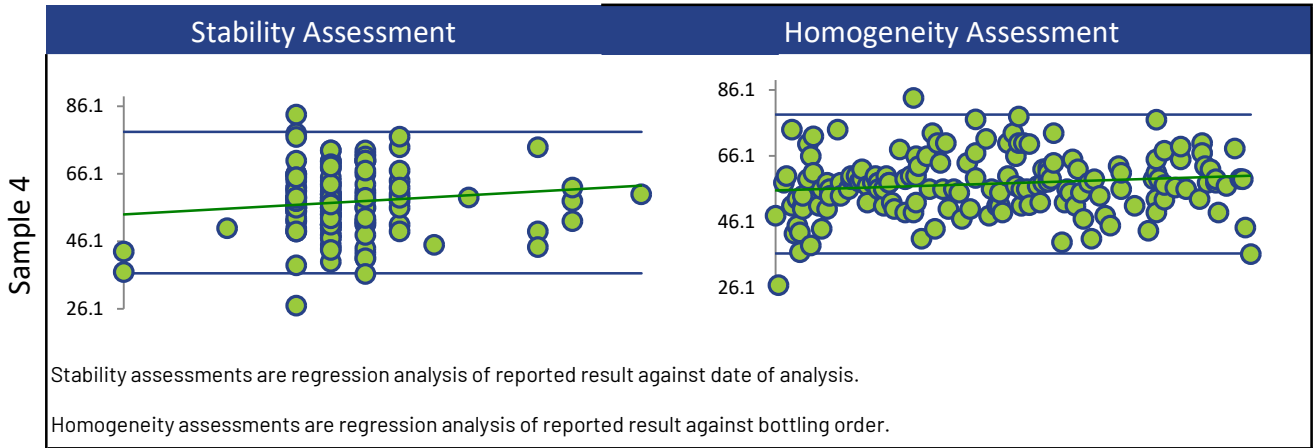 Stability Assessment
Homogeneity Assessment
Sample 4
86.1
66.1
46.1
26.1
86.1
66.1
46.1
26.1
Stability assessments are regression analysis of reported result against date of analysis.
Homogeneity assessments are regression analysis of reported result against bottling order.